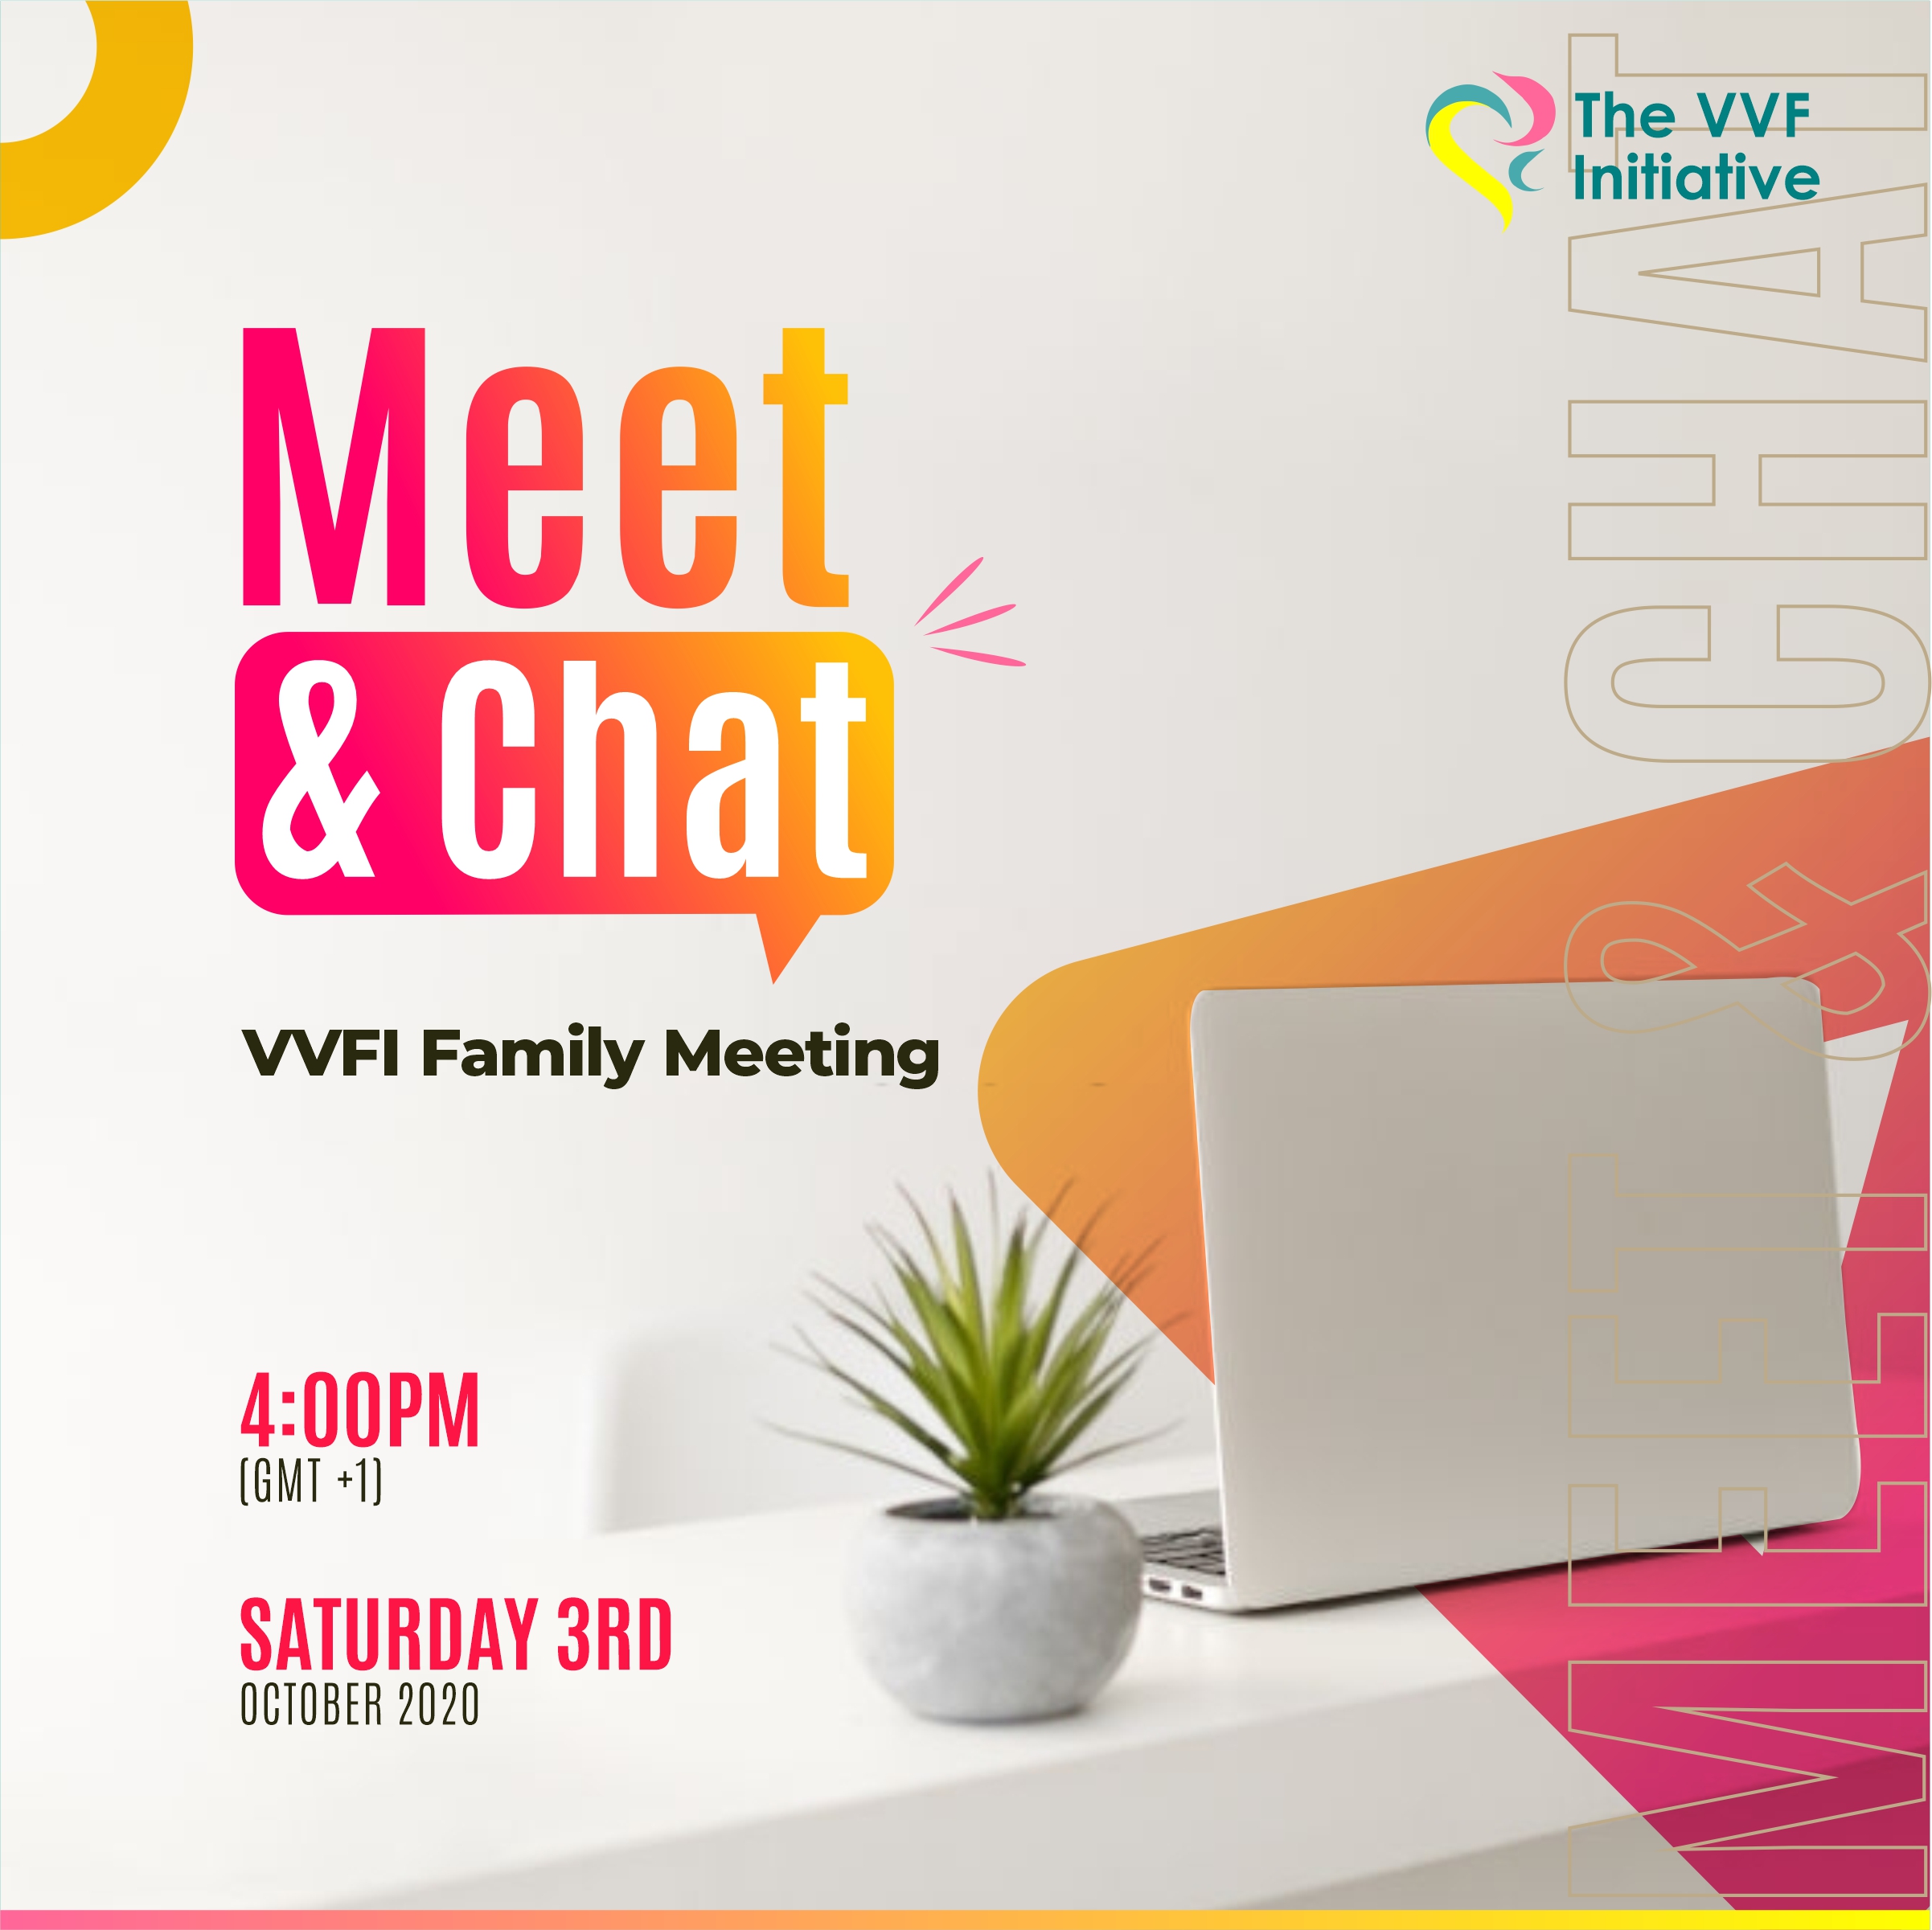 The VVF
Initiative
Meet
& Chat
VVFI Family Meeting
4:00PM
(GMT +1)
SATURDAY 3RD
OCTOBER 2020
MEET & CHAT